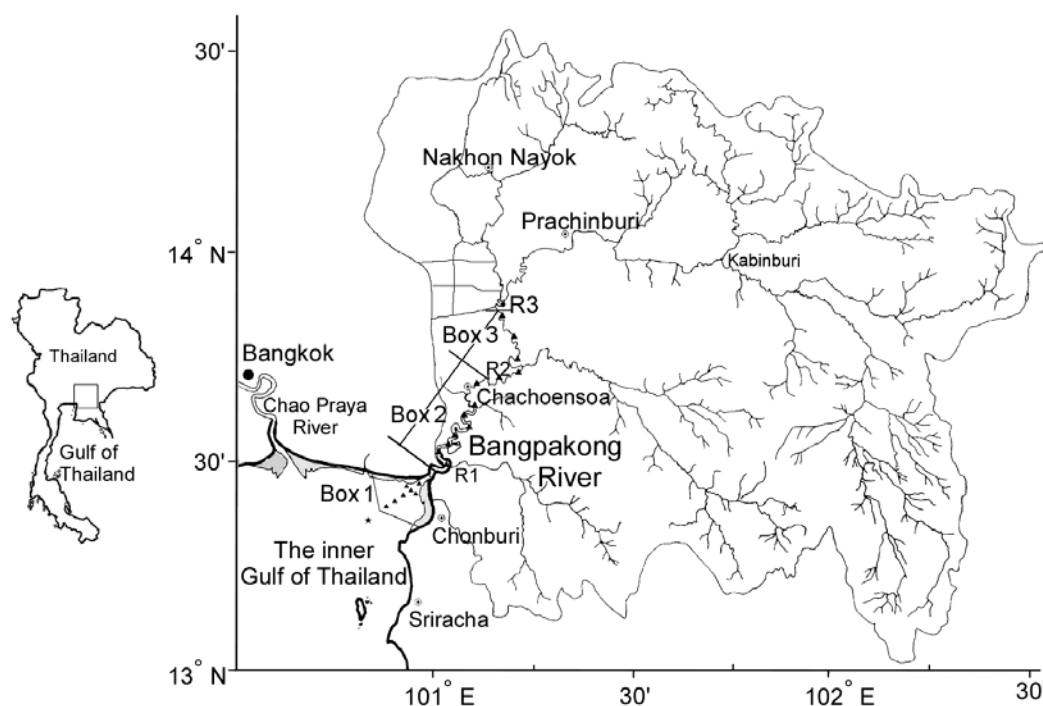 30'
Nakhon Nayok
Prachinburi
14° N
Kabinburi
R3
Box 3
Thailand
Bangkok
R2
Chachoensoa
Chao Praya
River
Box 2
Gulf of
Thailand
Bangpakong
River
30'
R1
Box 1
Chonburi
The inner
Gulf of Thailand
Sriracha
13° N
101° E
30'
102° E
30